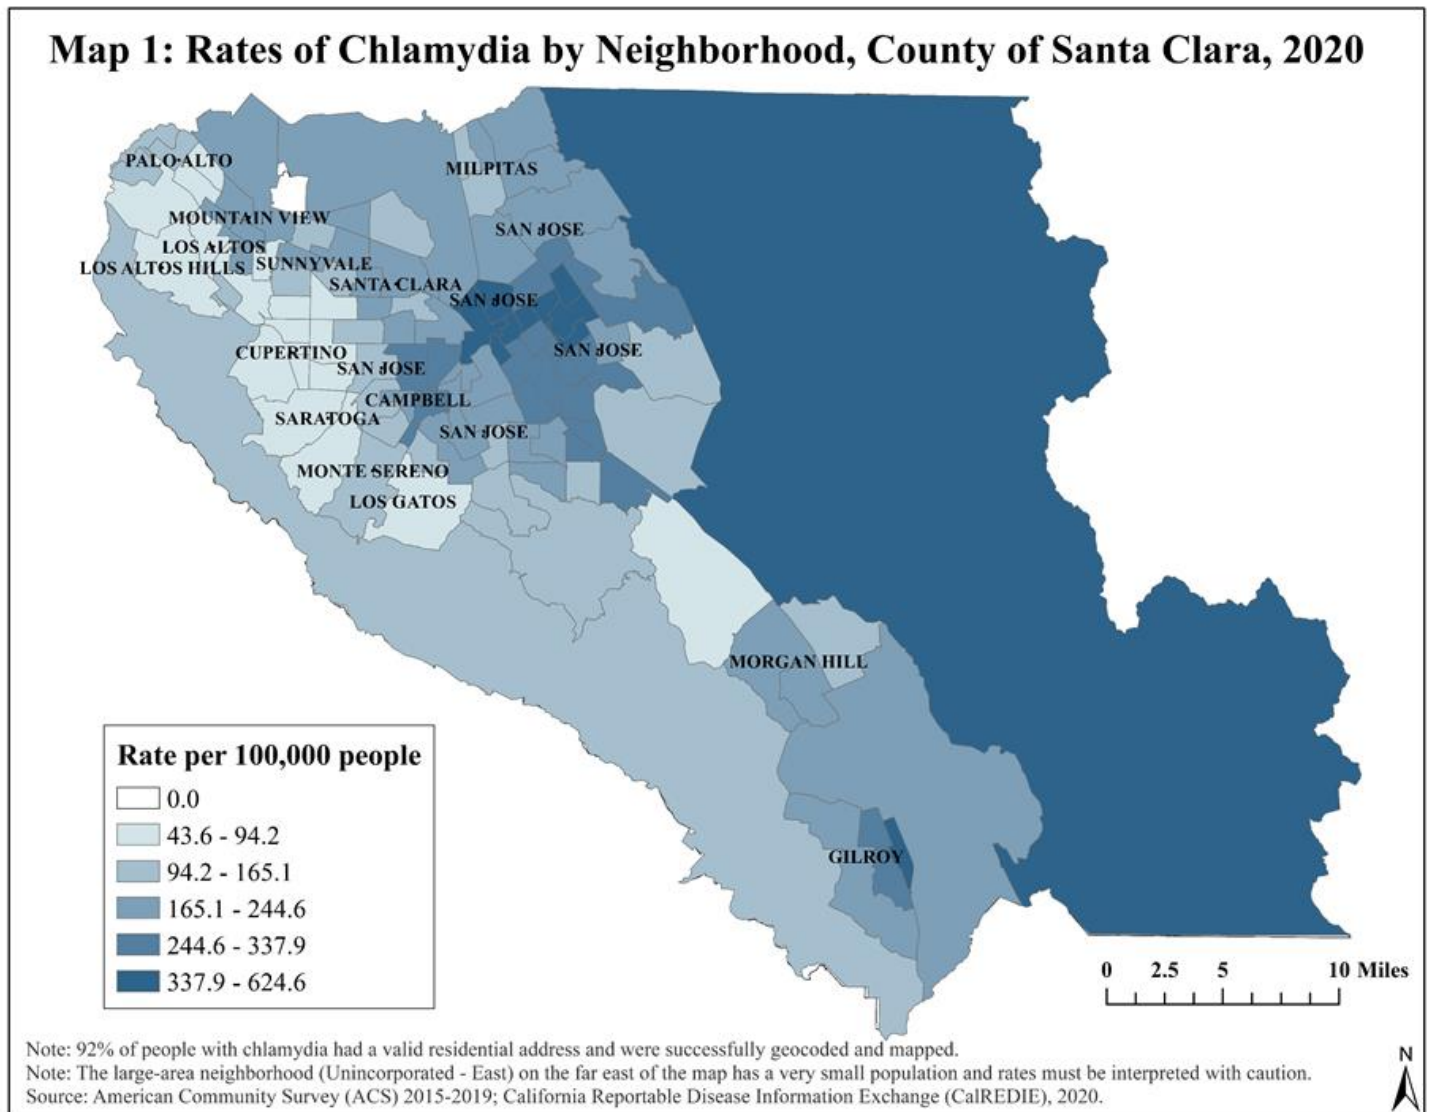 Map 1: Rates of Chlamydia by Neighborhood, County of Santa Clara, 2020
PALO ALTO
MILPITAS
MOUNTAIN VIEW
SAN JOSE
LOS ALTOS
LOS ALTOS HILLS
SUNNYVALE
SANTA CLARA
SAN JOSE
CUPERTINO
SAN JOSE
SAN JOSE
CAMPBELL
SARATOGA
SAN JOSE
MONTE SERENO
LOS GATOS
MORGAN HILL
GILROY
Rate per 100,000 people
0.0
43.6 - 94.2
94.2 - 165.1
165.1 - 244.6
244.6 - 337.9
337.9 - 624.6
0 2.5 5 10 Miles
Note: 92% of people with chlamydia had a valid residential address and were successfully geocoded and mapped.
Note: The large-area neighborhood (Unincorporated - East) on the far east of the map has a very small population and rates must be interpreted with caution.
Source: American Community Survey (ACS) 2015-2019; California Reportable Disease Information Exchange (CalREDIE), 2020.
N